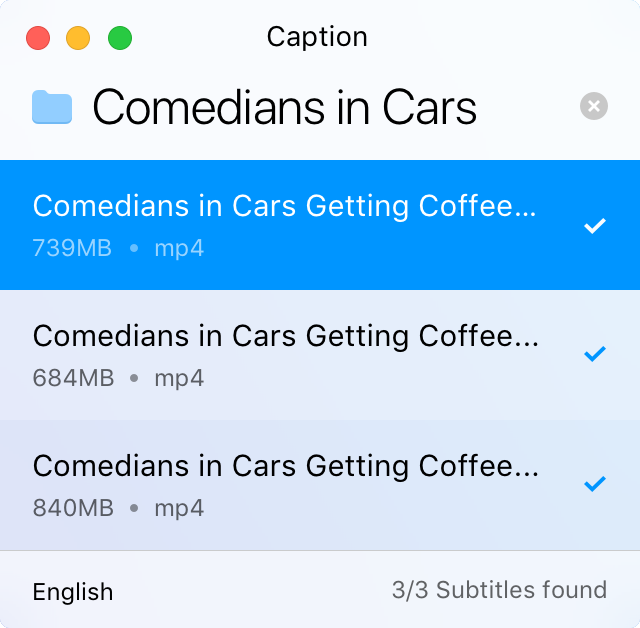 Caption
Comedians in Cars
Comedians in Cars Getting Coffee...
739MB • mp4
Comedians in Cars Getting Coffee...
684MB • mp4
Comedians in Cars Getting Coffee...
840MB • mp4
English
3/3 Subtitles found